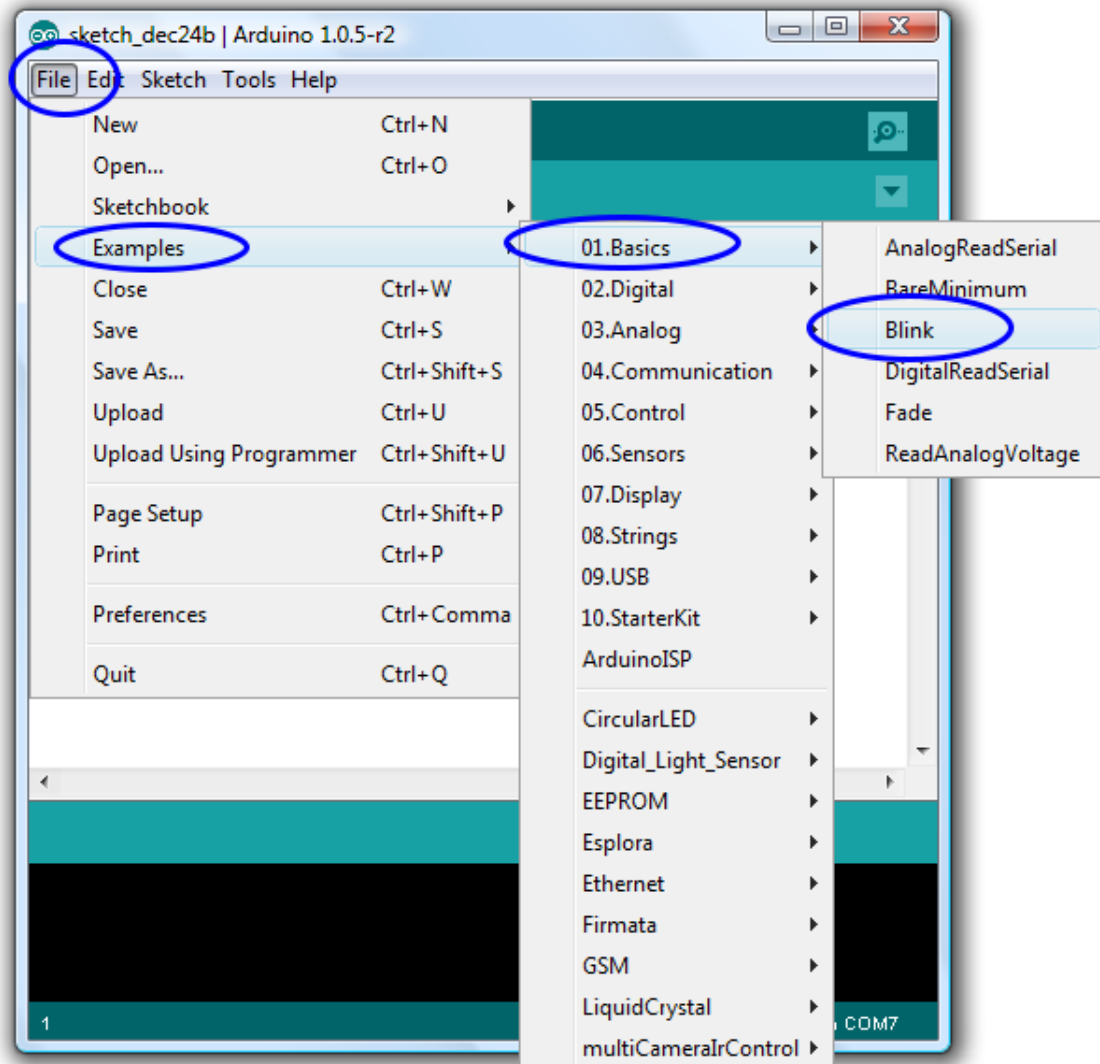 sketch_dec24b | Arduino 1.0.5-r2
File Edit Sketch Tools Help
New Ctrl+N
Open... Ctrl+O
Sketchbook
Examples
Close Ctrl+W
Save Ctrl+S
Save As... Ctrl+Shift+S
Upload Ctrl+U
Upload Using Programmer Ctrl+Shift+U
Page Setup Ctrl+Shift+P
Print Ctrl+P
Preferences Ctrl+Comma
Quit Ctrl+Q
01.Basics
02.Digital
03.Analog
04.Communication
05.Control
06.Sensors
07.Display
08.Strings
09.USB
10.StarterKit
ArduinoISP
CircularLED
Digital_Light_Sensor
EEPROM
Esplora
Ethernet
Firmata
GSM
LiquidCrystal
multiCameraIrControl
AnalogReadSerial
BareMinimum
Blink
DigitalReadSerial
Fade
ReadAnalogVoltage
1
COM7